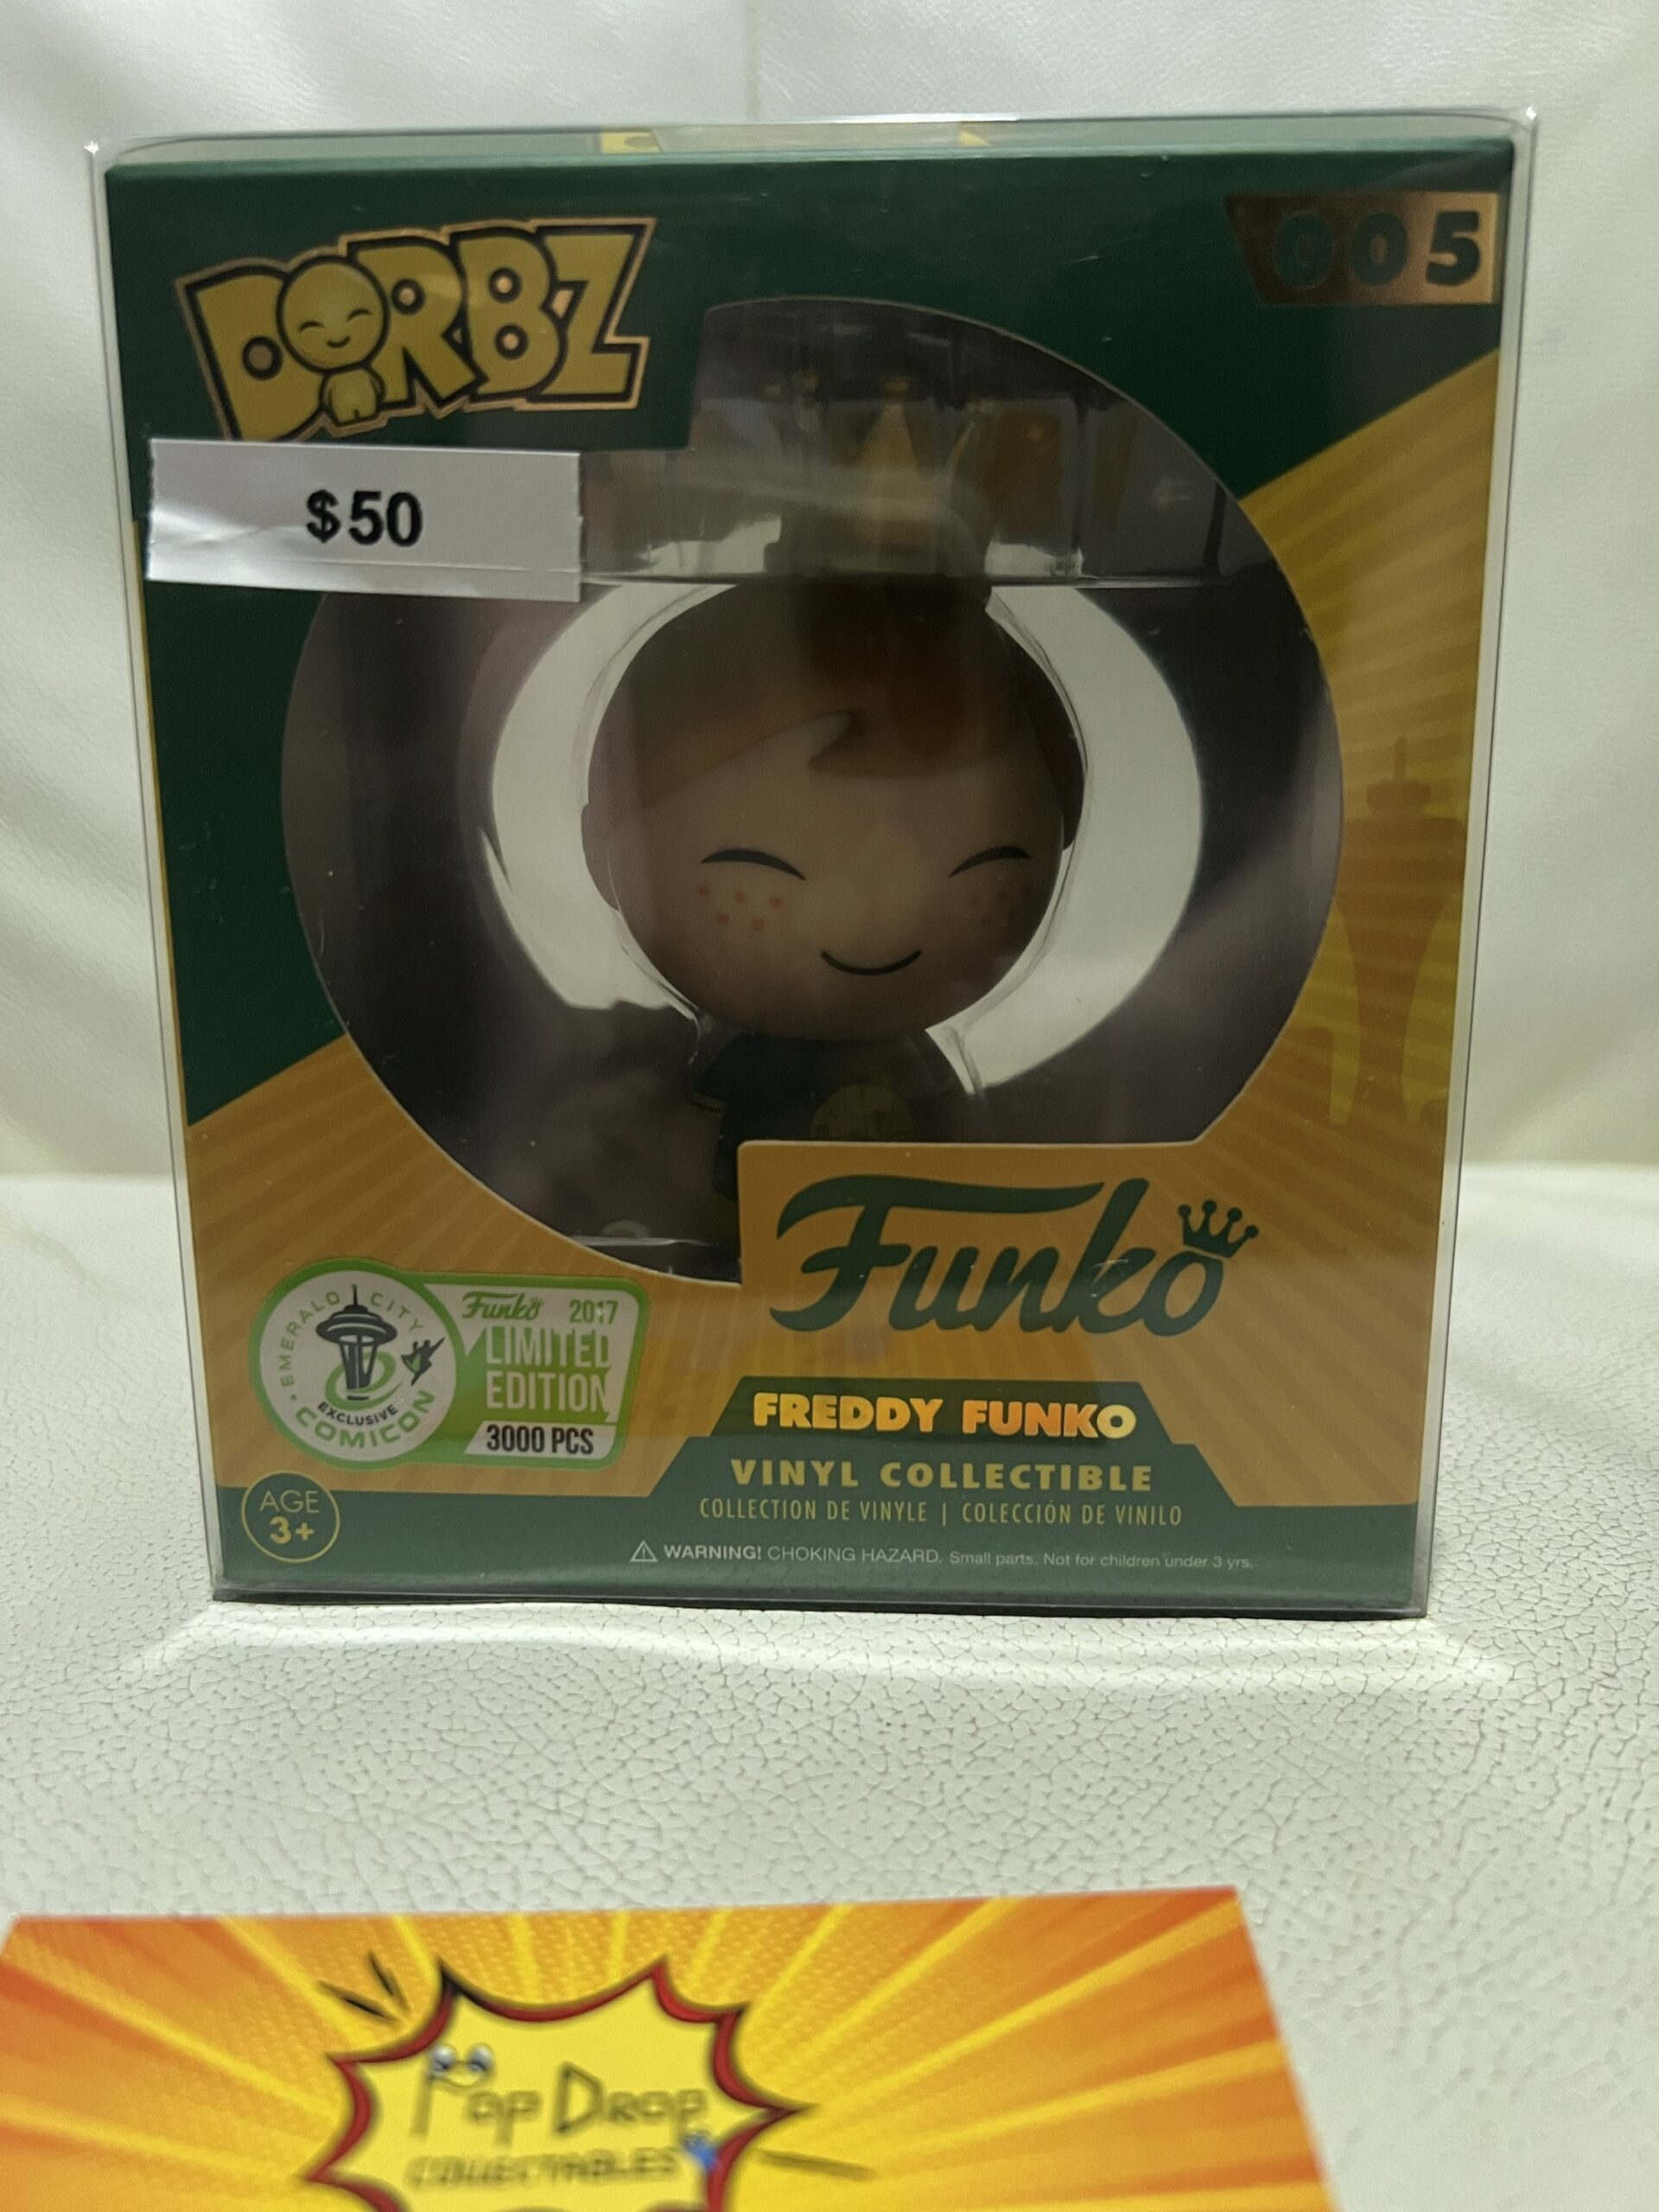 DORBZ
005
$50
Funko
EMERALD CITY
COMICON
EXCLUSIVE
Funko 2017
LIMITED
EDITION
3000 PCS
FREDDY FUNKO
VINYL COLLECTIBLE
COLLECTION DE VINYLE | COLECCIÓN DE VINILO
AGE
3+
⚠ WARNING! CHOKING HAZARD. Small parts. Not for children under 3 yrs.
Pop Drop
COLLECTABLES